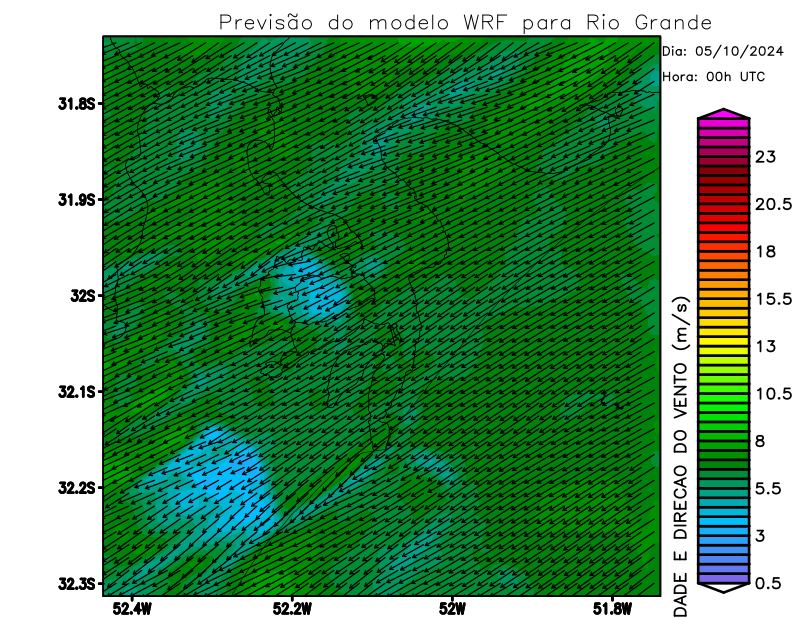 Previsão do modelo WRF para Rio Grande
Dia: 05/10/2024
Hora: 00h UTC
31.8S
31.9S
32S
32.1S
32.2S
32.3S
52.4W
52.2W
52W
51.8W
23
20.5
18
15.5
13
10.5
8
5.5
3
0.5
DADE E DIRECAO DO VENTO (m/s)